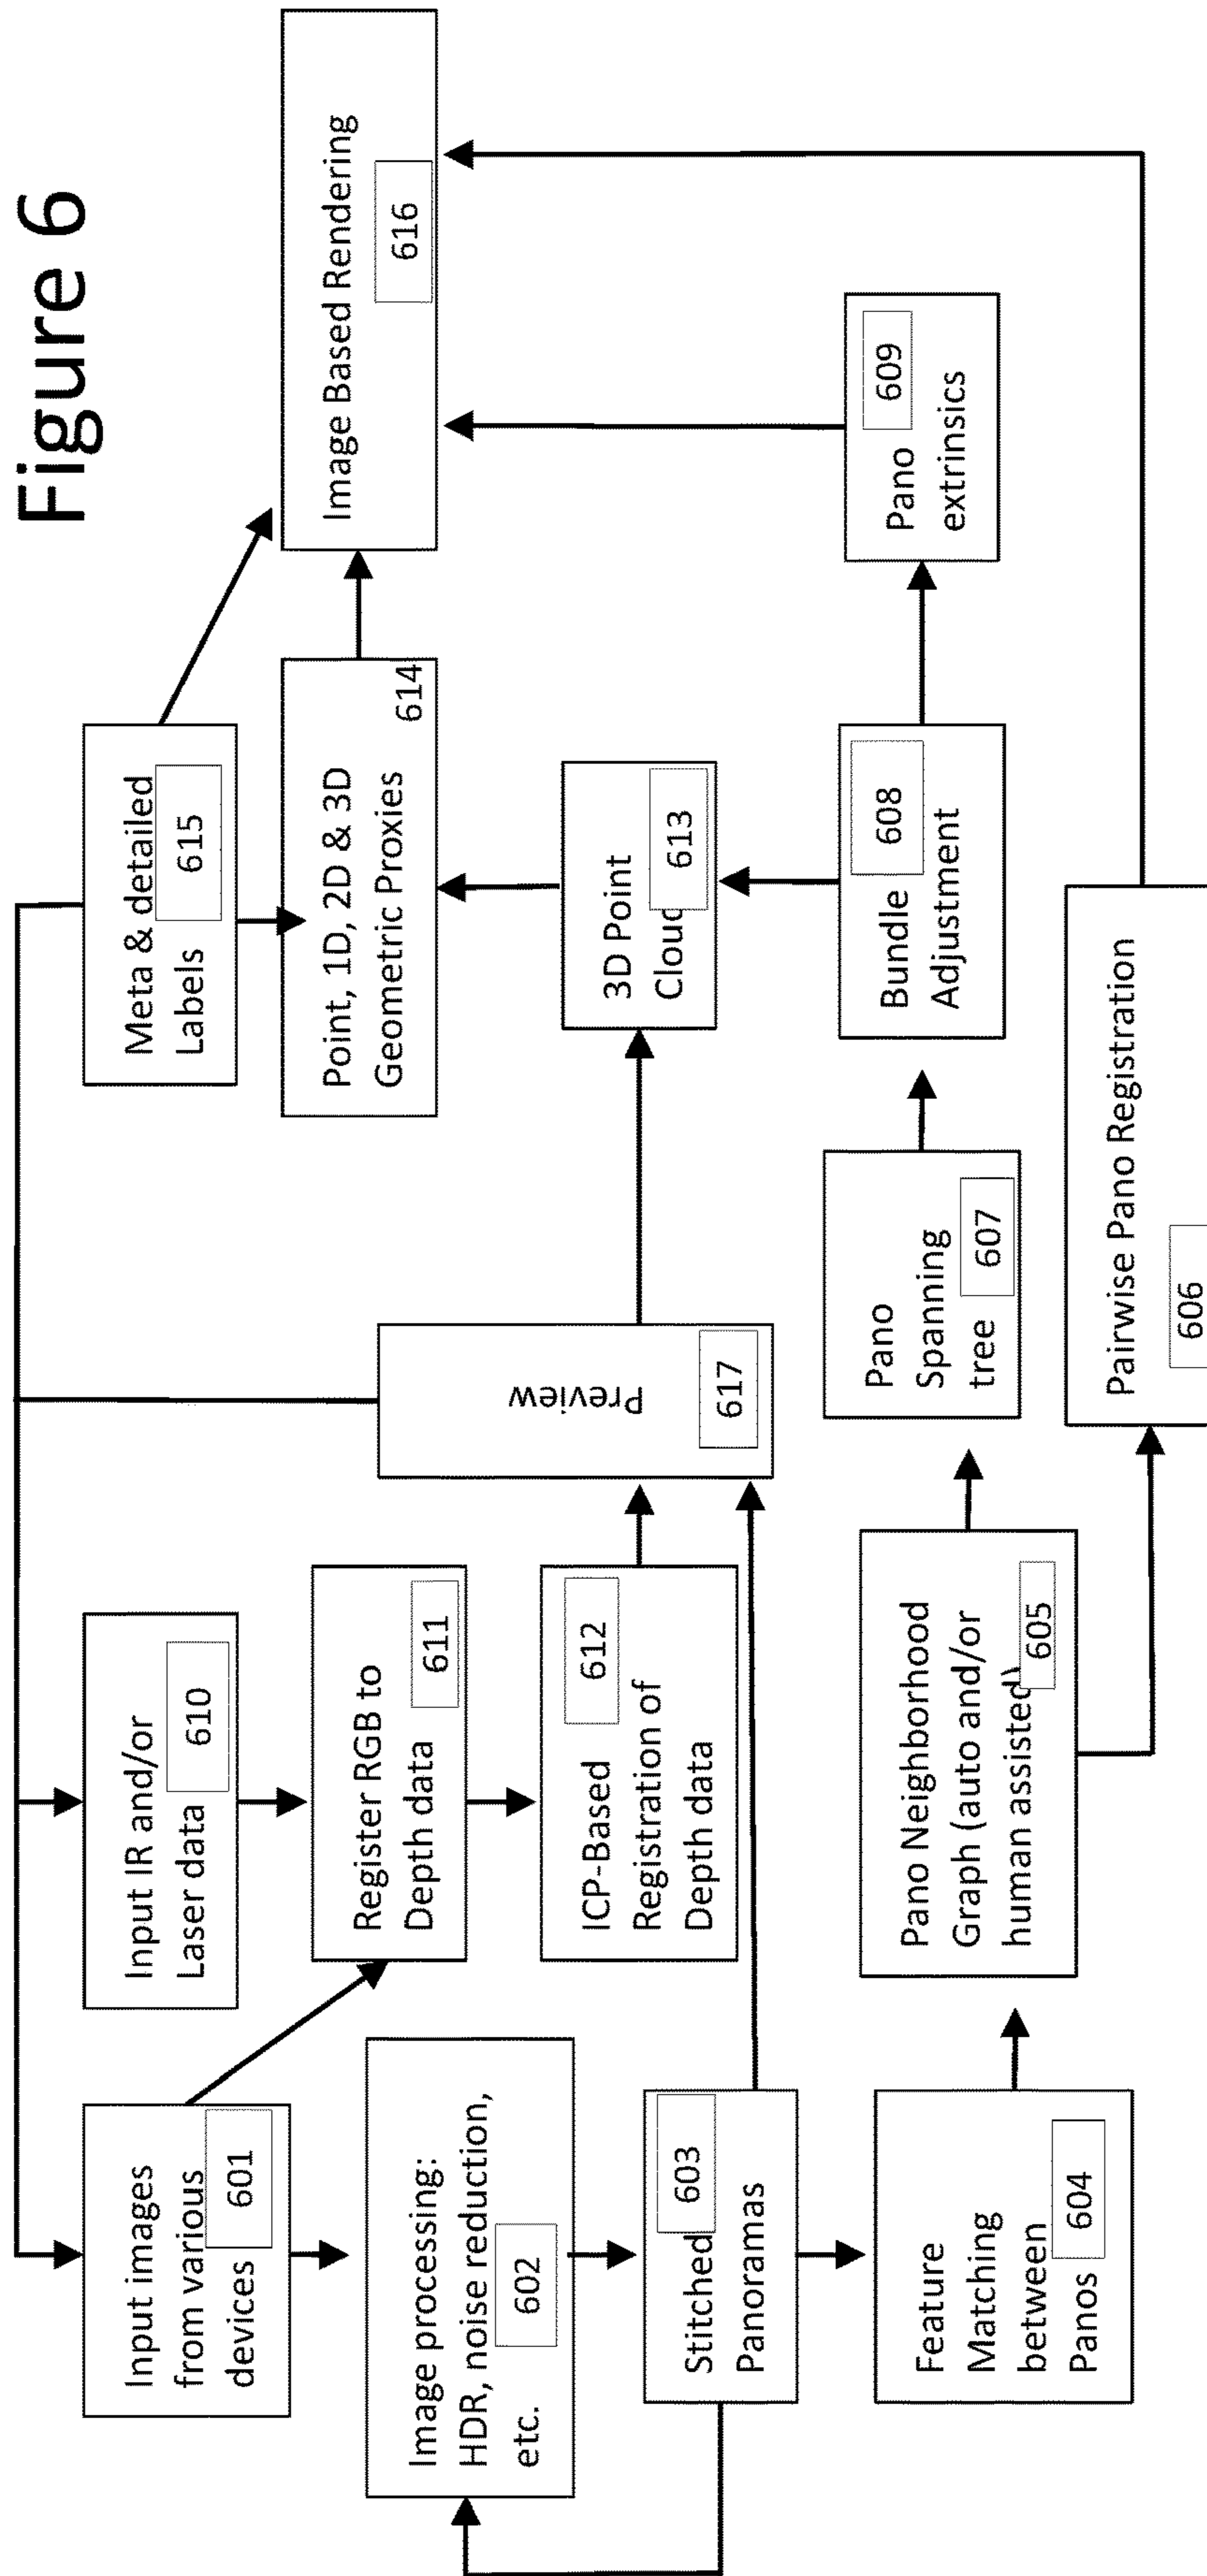 Figure 6
Input images
from various
devices
601
Input IR and/or
Laser data
610
Meta & detailed
Labels
615
Image processing:
HDR, noise reduction,
etc.
602
Register RGB to
Depth data
611
Point, 1D, 2D & 3D
Geometric Proxies
614
Image Based Rendering
616
Stitched
Panoramas
603
ICP-Based
Registration of
Depth data
612
Preview
617
3D Point
Cloud
613
Feature
Matching
between
Panos
604
Pano Neighborhood
Graph (auto and/or
human assisted)
605
Pano
Spanning
tree
607
Bundle
Adjustment
608
Pano
extrinsics
609
Pairwise Pano Registration
606